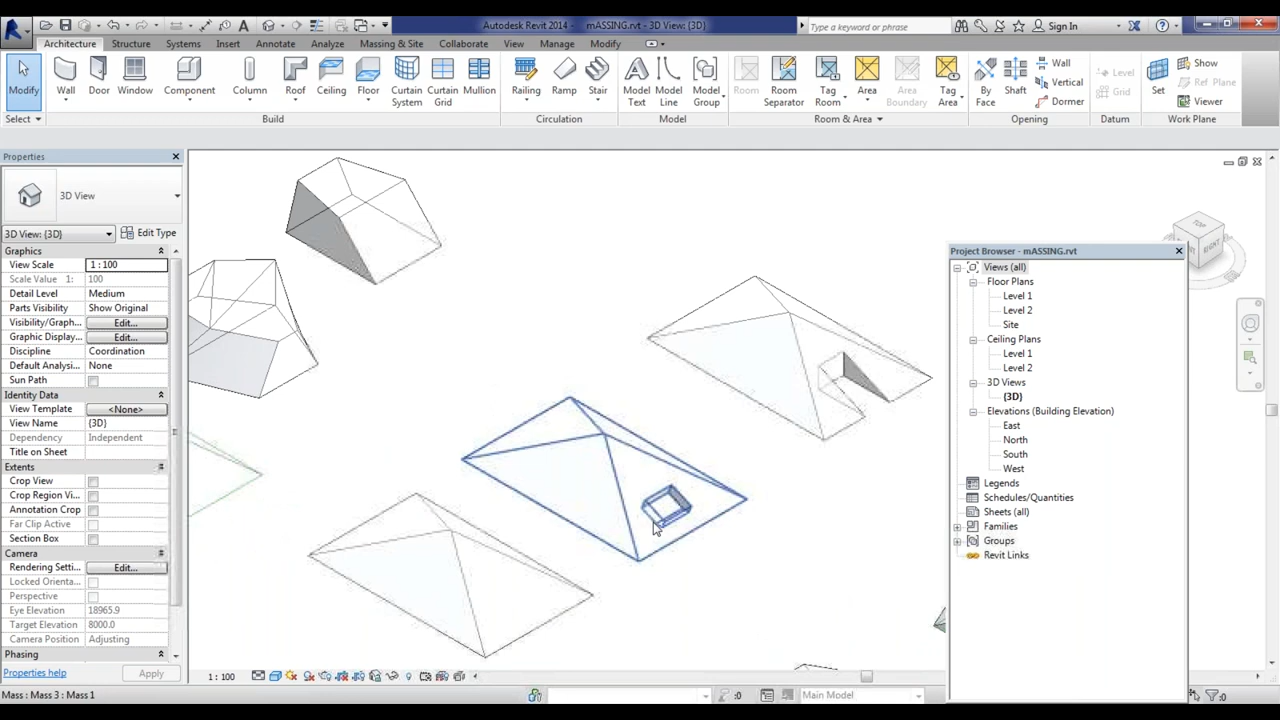 Autodesk Revit 2014 - mASSING.rvt - 3D View: {3D}
Type a keyword or phrase
Sign In
Architecture Structure Systems Insert Annotate Analyze Massing & Site Collaborate View Manage Modify
Modify Wall Door Window Component Column Roof Ceiling Floor Curtain System Curtain Grid Mullion Railing Ramp Stair Model Text Model Line Model Group Room Room Separator Tag Room Area Area Boundary Tag Area By Face Shaft Wall Vertical Dormer Level Grid Set Show Ref Plane Viewer
Select Build Circulation Model Room & Area Opening Datum Work Plane
Properties
3D View
3D View: {3D} Edit Type
Graphics
View Scale 1 : 100
Scale Value 1: 100
Detail Level Medium
Parts Visibility Show Original
Visibility/Graph... Edit...
Graphic Display... Edit...
Discipline Coordination
Default Analysi... None
Sun Path
Identity Data
View Template <None>
View Name {3D}
Dependency Independent
Title on Sheet
Extents
Crop View
Crop Region Vi...
Annotation Crop
Far Clip Active
Section Box
Camera
Rendering Setti... Edit...
Locked Orienta...
Perspective
Eye Elevation 18965.9
Target Elevation 8000.0
Camera Position Adjusting
Phasing
Properties help Apply
TOP
RIGHT
Project Browser - mASSING.rvt
Views (all)
Floor Plans
Level 1
Level 2
Site
Ceiling Plans
Level 1
Level 2
3D Views
{3D}
Elevations (Building Elevation)
East
North
South
West
Legends
Schedules/Quantities
Sheets (all)
Families
Groups
Revit Links
1 : 100
Mass : Mass 3 : Mass 1
:0
Main Model
:0